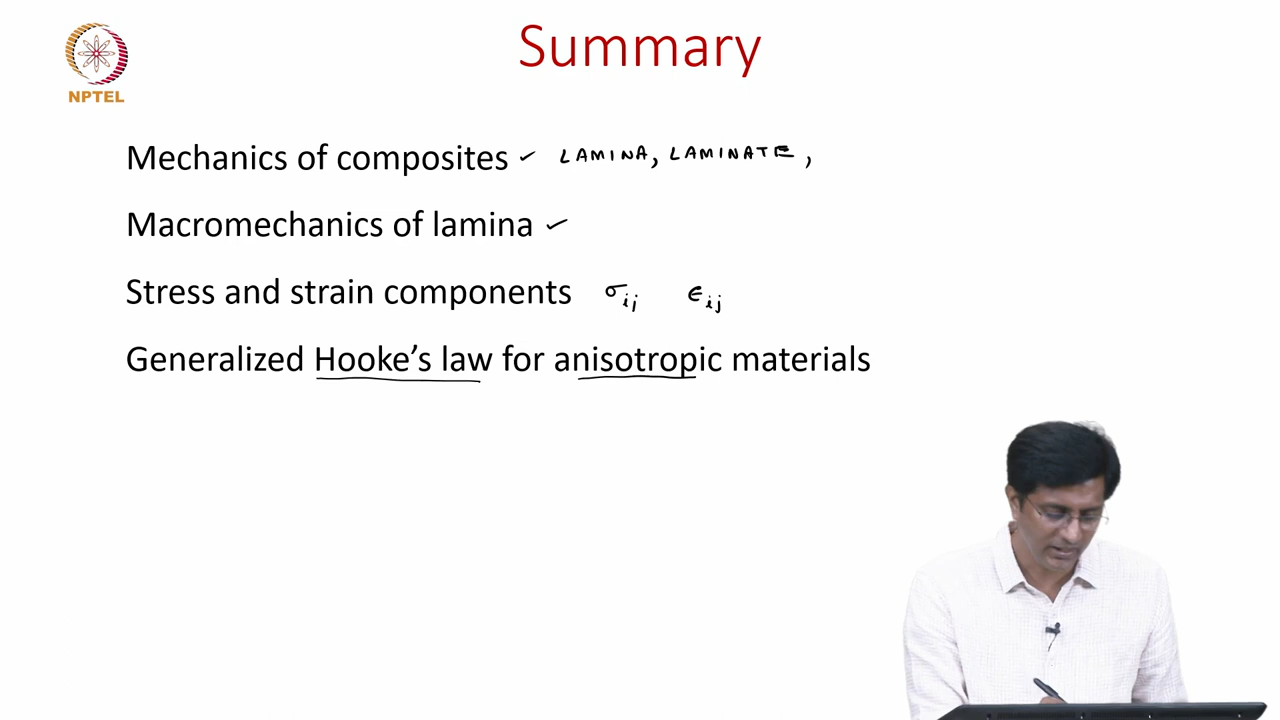 Summary
NPTEL
Mechanics of composites ✓ LAMINA, LAMINATE,
Macromechanics of lamina ✓
Stress and strain components σij ϵij
Generalized Hooke's law for anisotropic materials